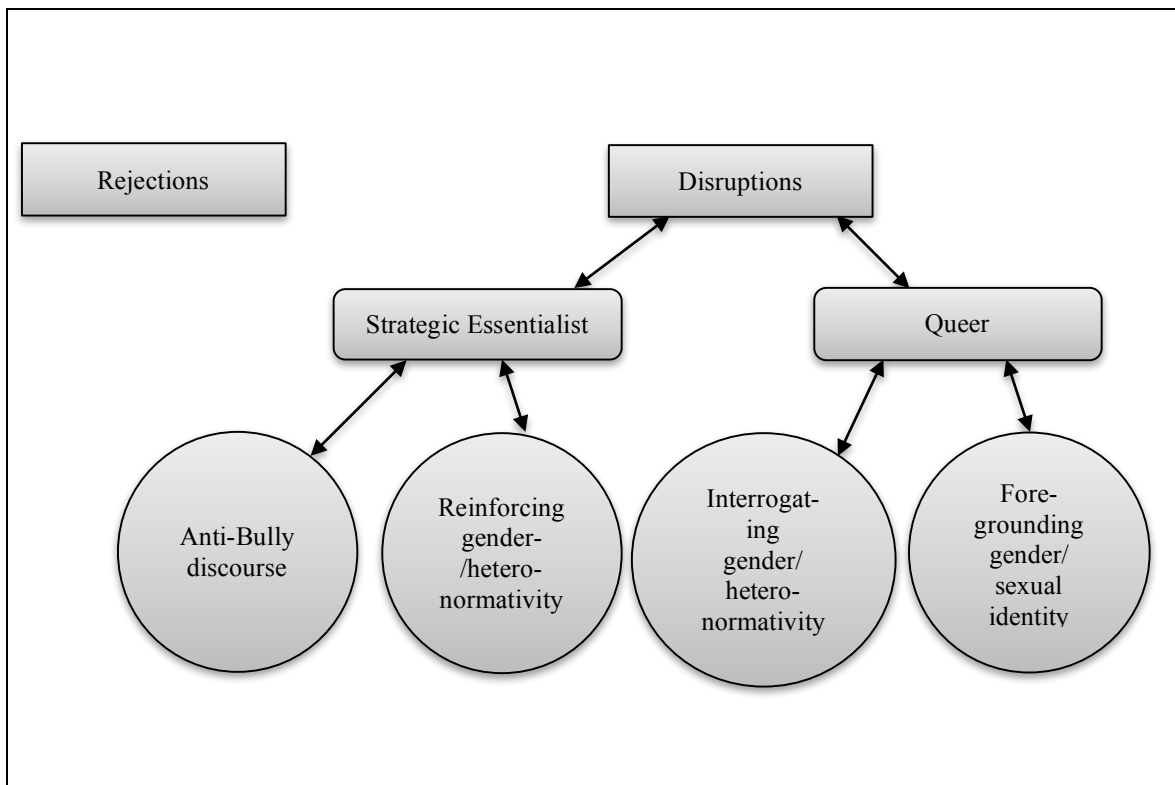 Rejections
Disruptions
Strategic Essentialist
Queer
Anti-Bully
discourse
Reinforcing
gender-
/hetero-
normativity
Interrogat-
ing
gender/
hetero-
normativity
Fore-
grounding
gender/
sexual
identity